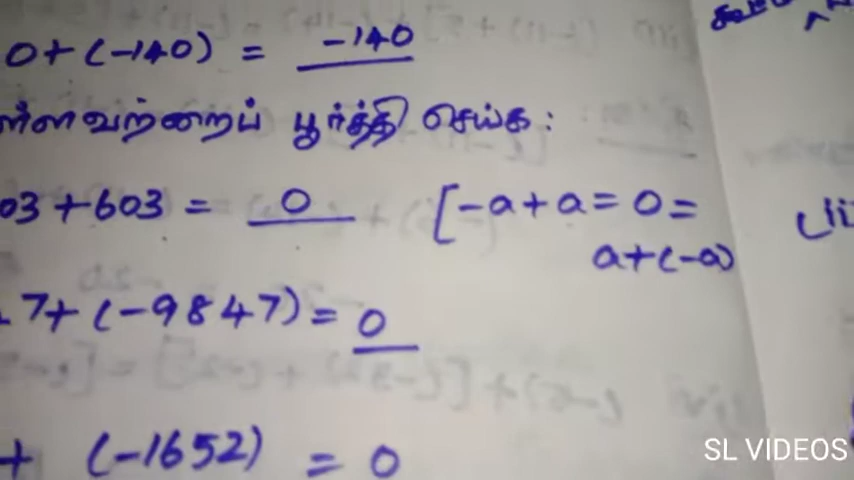 0+(-140) = -140
ள்ளவற்றைப் பூர்த்தி செய்க:
03 +603 = 0 [-a+a=0=
a+(-a)
7+ (-9847)= 0
+ (-1652) = 0
SL VIDEOS